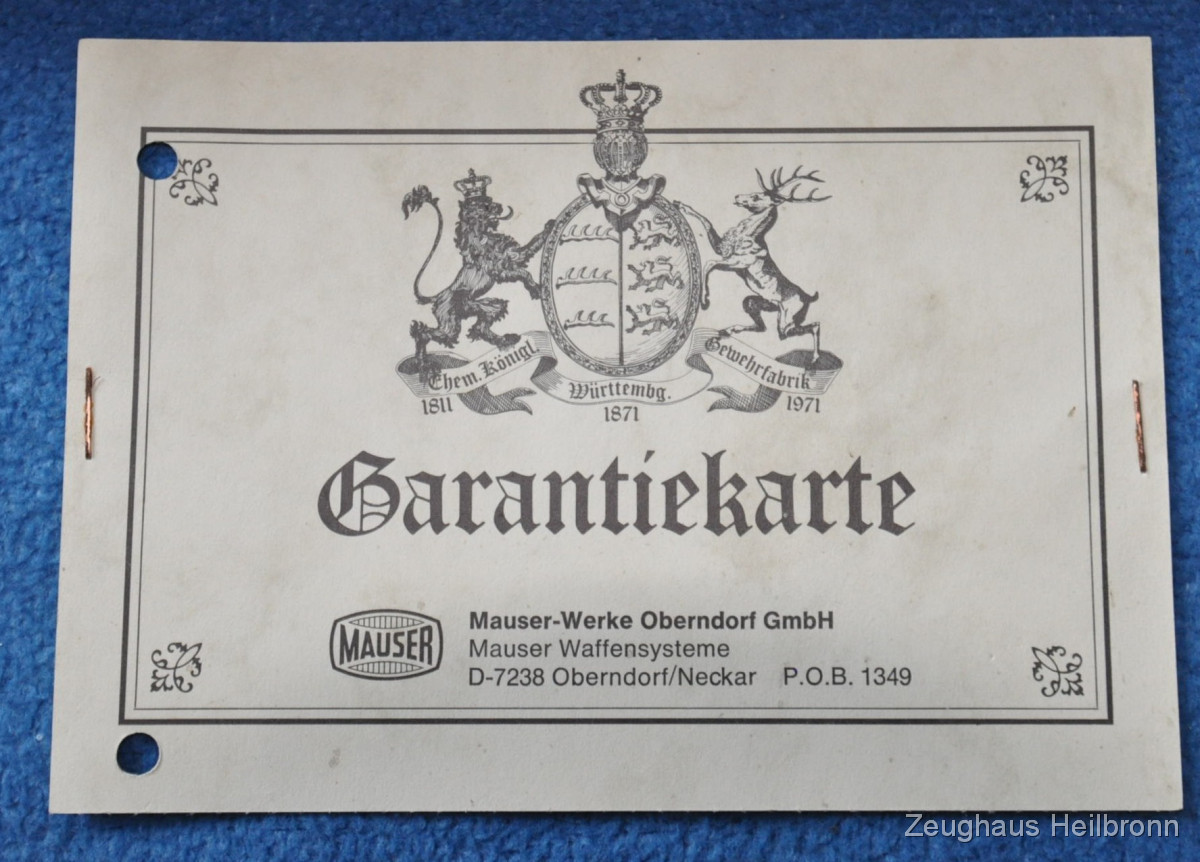 Ehem. Königl.
Württembg.
Gewehrfabrik
1811
1871
1971
Garantiekarte
MAUSER
Mauser-Werke Oberndorf GmbH
Mauser Waffensysteme
D-7238 Oberndorf/Neckar P.O.B. 1349
Zeughaus Heilbronn